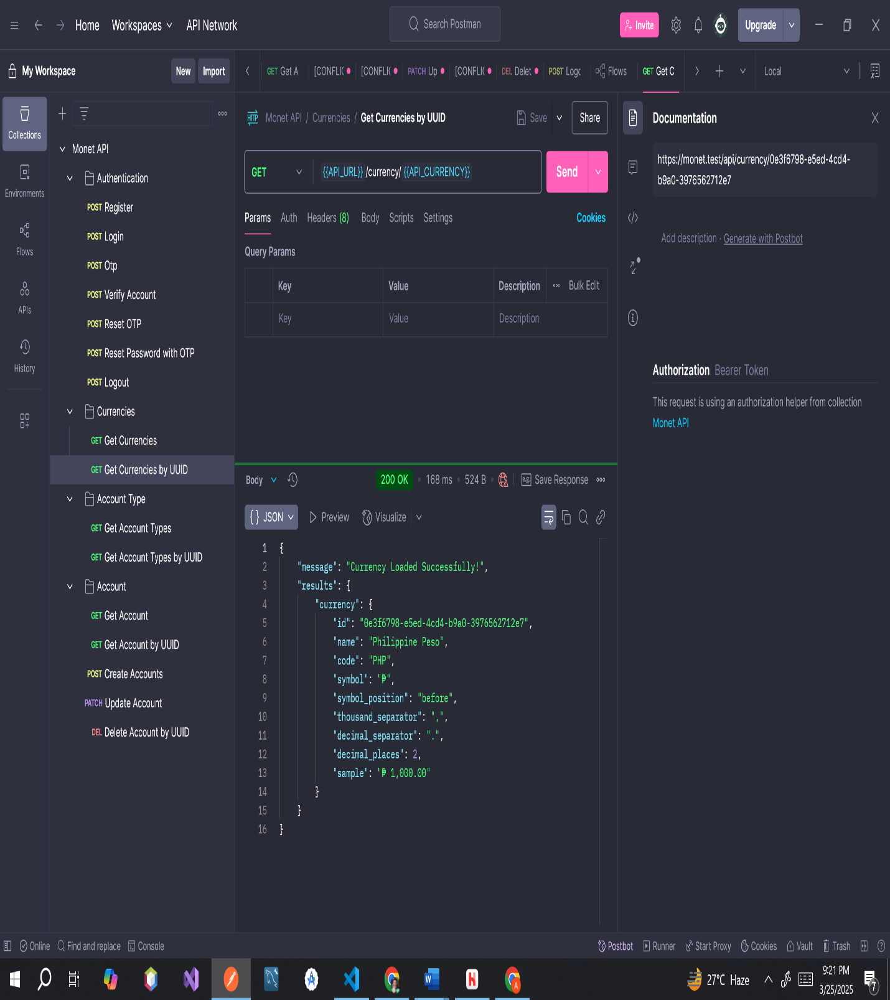 Home Workspaces API Network Search Postman Invite Upgrade
My Workspace New Import GET Get A [CONFLIC [CONFLIC PATCH Up [CONFLIC DEL Delet POST Logo Flows GET Get C Local
Collections
Environments
Flows
APIs
History
Monet API
Authentication
POST Register
POST Login
POST Otp
POST Verify Account
POST Reset OTP
POST Reset Password with OTP
POST Logout
Currencies
GET Get Currencies
GET Get Currencies by UUID
Account Type
GET Get Account Types
GET Get Account Types by UUID
Account
GET Get Account
GET Get Account by UUID
POST Create Accounts
PATCH Update Account
DEL Delete Account by UUID
HTTP Monet API / Currencies / Get Currencies by UUID Save Share
GET {{API_URL}} /currency/ {{API_CURRENCY}} Send
Params Auth Headers (8) Body Scripts Settings Cookies
Query Params
Key Value Description Bulk Edit
Key Value Description
Body 200 OK 168 ms 524 B e.g. Save Response
{} JSON Preview Visualize
1 {
2 "message": "Currency Loaded Successfully!",
3 "results": {
4 "currency": {
5 "id": "0e3f6798-e5ed-4cd4-b9a0-3976562712e7",
6 "name": "Philippine Peso",
7 "code": "PHP",
8 "symbol": "₱",
9 "symbol_position": "before",
10 "thousand_separator": ",",
11 "decimal_separator": ".",
12 "decimal_places": 2,
13 "sample": "₱ 1,000.00"
14 }
15 }
16 }
Documentation
https://monet.test/api/currency/0e3f6798-e5ed-4cd4-
b9a0-3976562712e7
Add description · Generate with Postbot
Authorization Bearer Token
This request is using an authorization helper from collection
Monet API
Online Find and replace Console Postbot Runner Start Proxy Cookies Vault Trash
27°C Haze
9:21 PM
3/25/2025
7